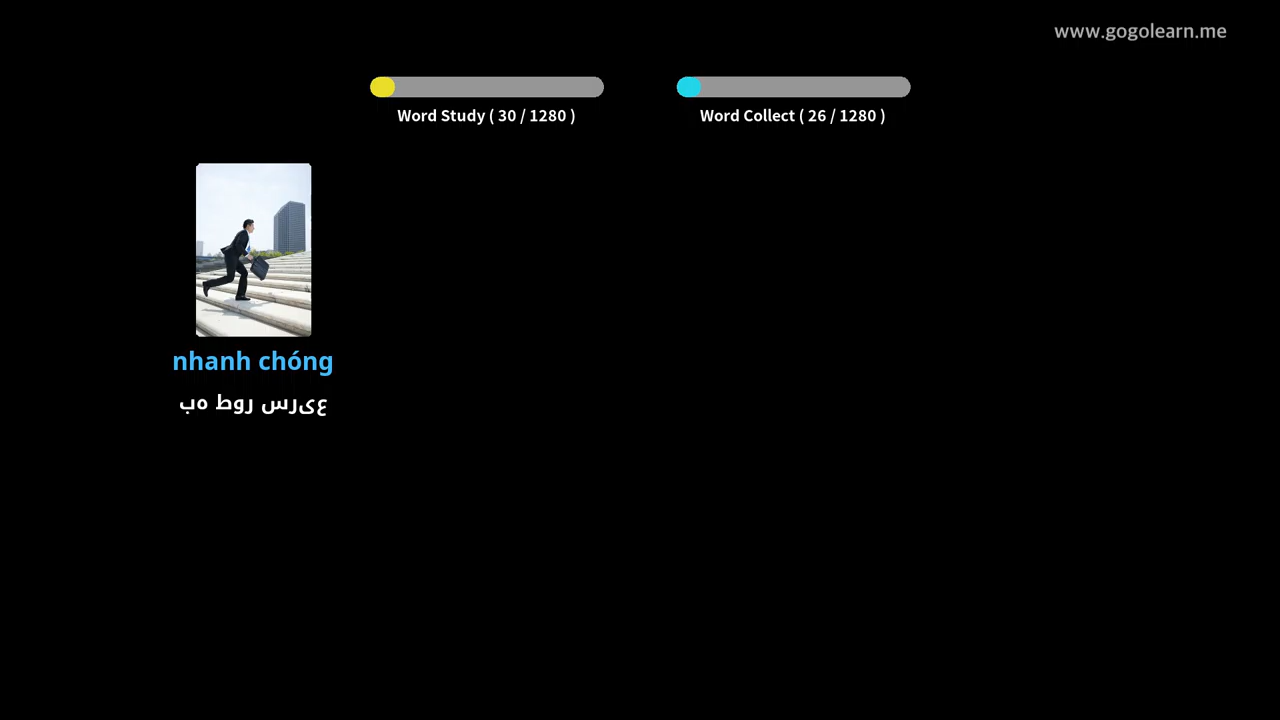 www.gogolearn.me
Word Study ( 30 / 1280 )
Word Collect ( 26 / 1280 )
nhanh chóng
به طور سریع